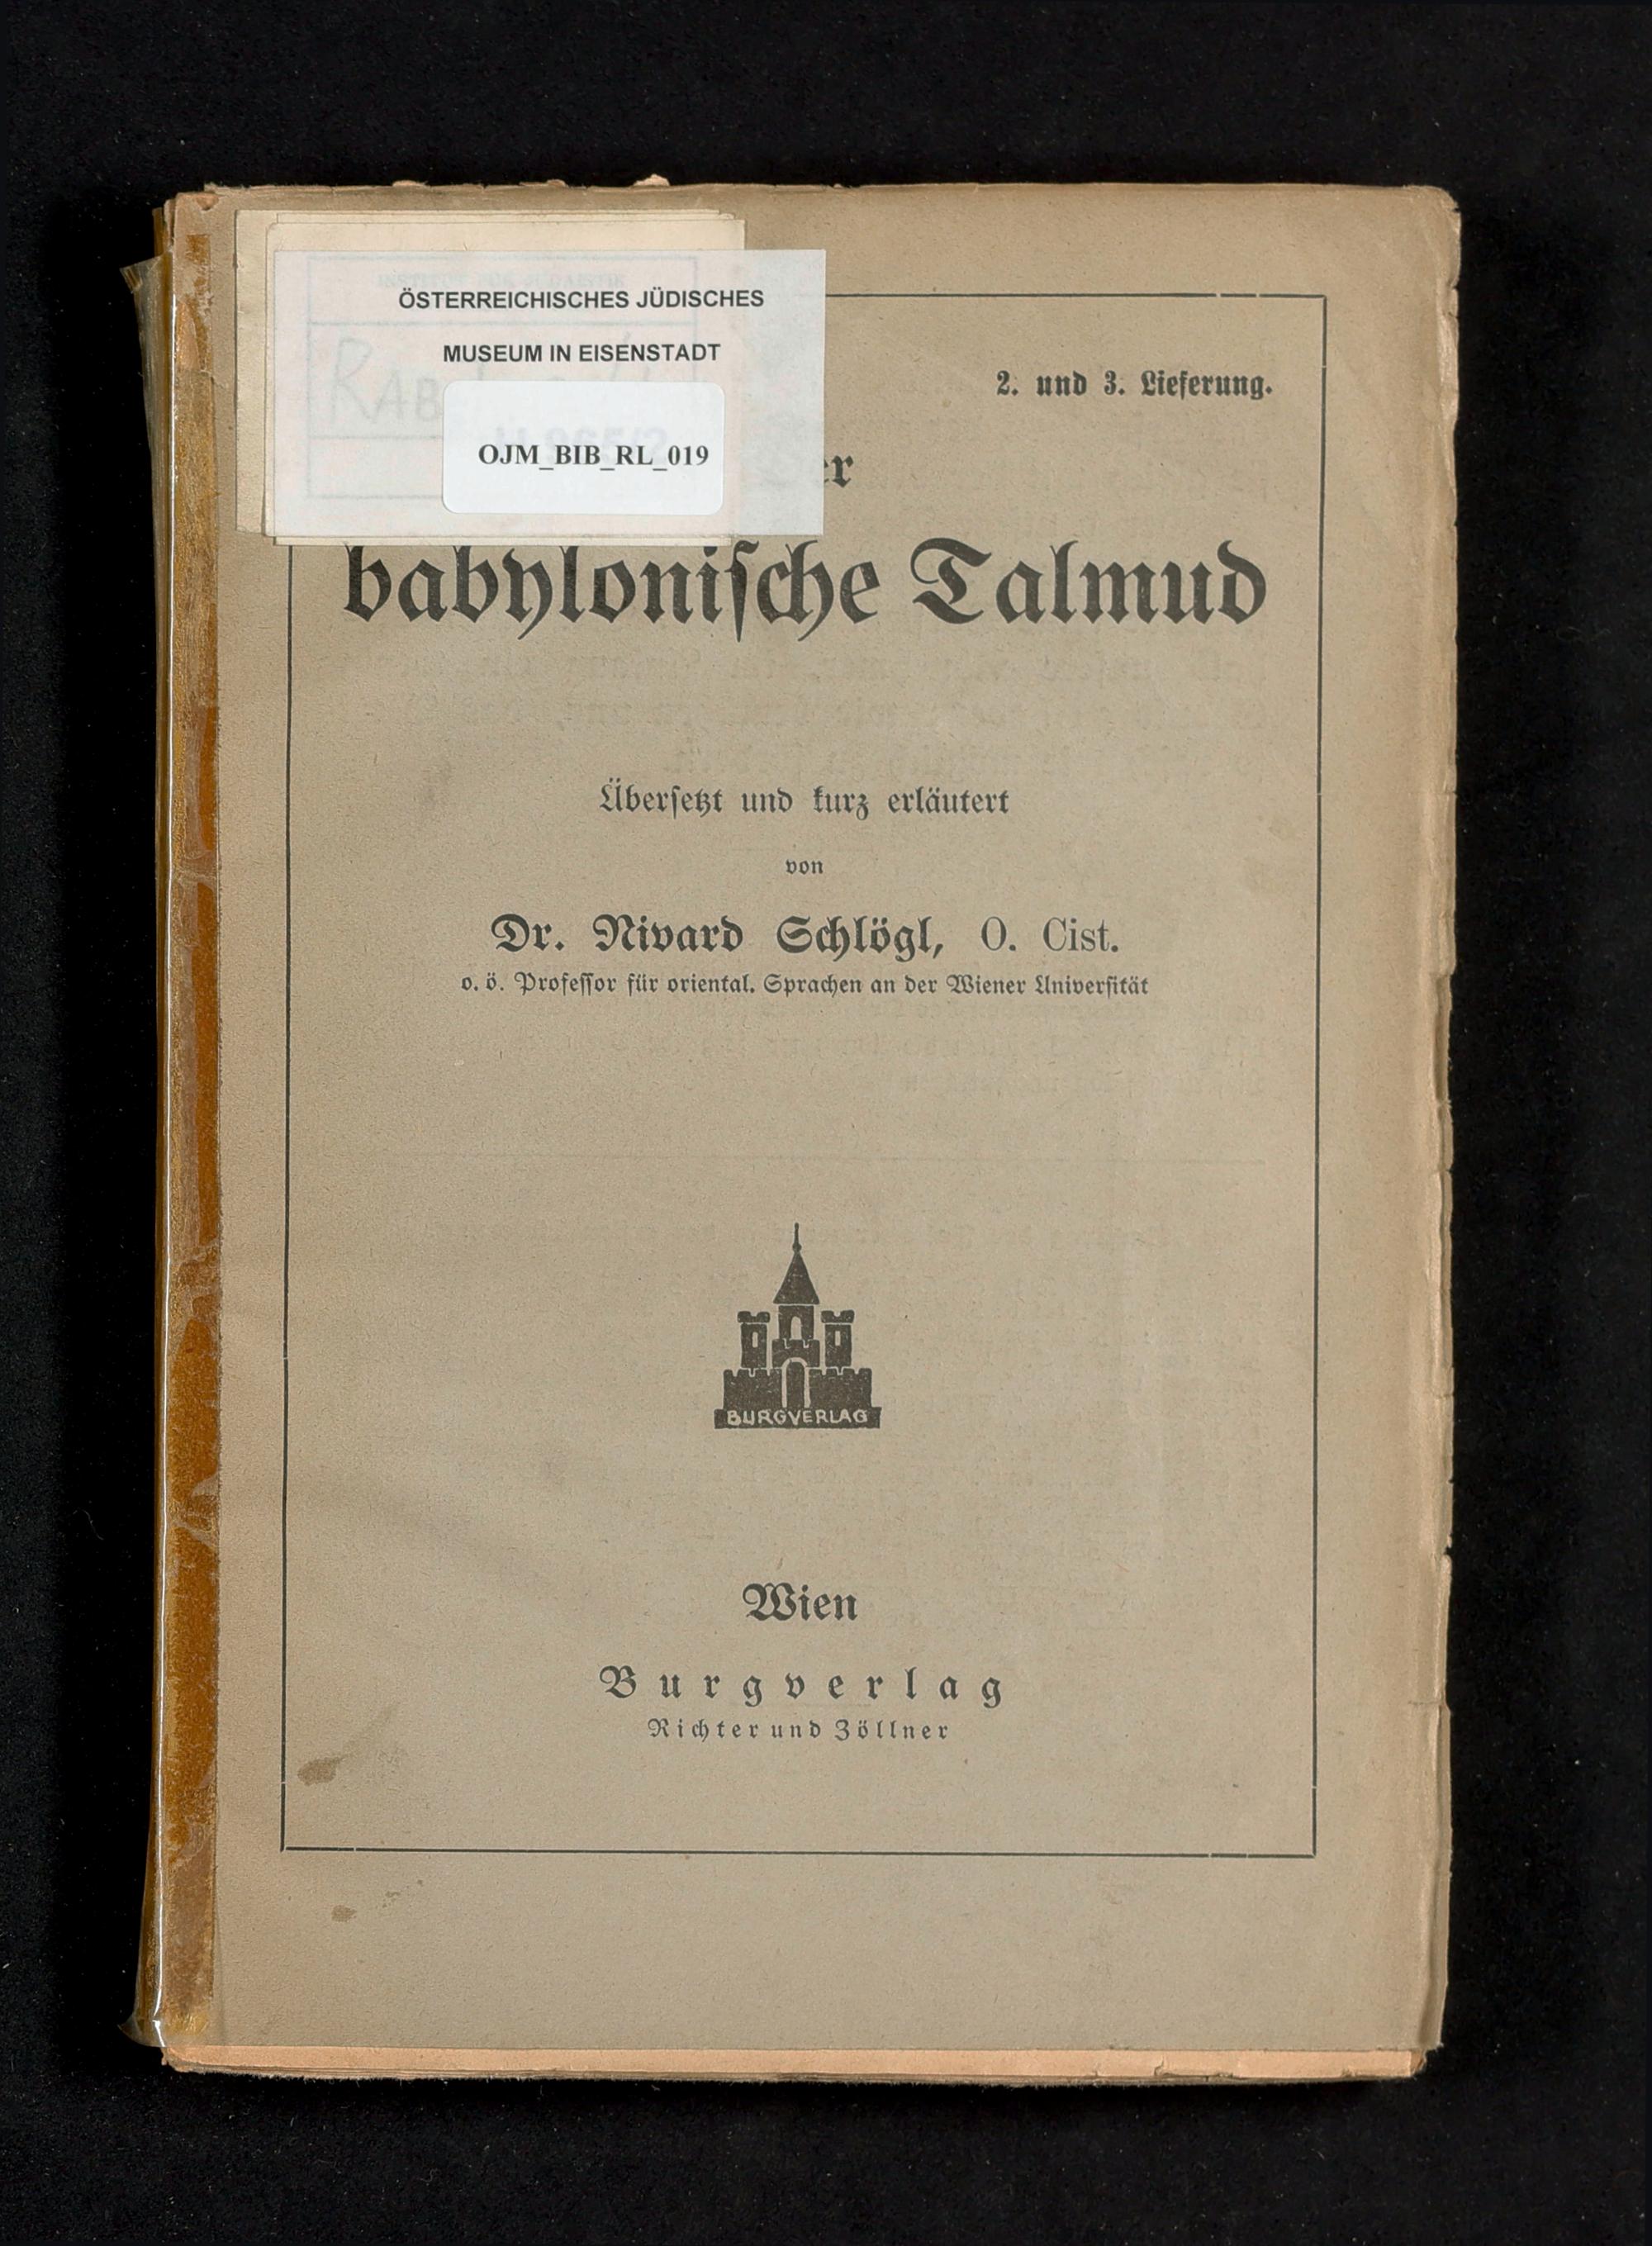 ÖSTERREICHISCHES JÜDISCHES
MUSEUM IN EISENSTADT
OJM_BIB_RL_019
2. und 3. Lieferung.
er
babylonische Talmud
Übersetzt und kurz erläutert
von
Dr. Nivard Schlögl, O. Cist.
o. ö. Professor für oriental. Sprachen an der Wiener Universität
BURGVERLAG
Wien
Burgverlag
Richter und Zöllner